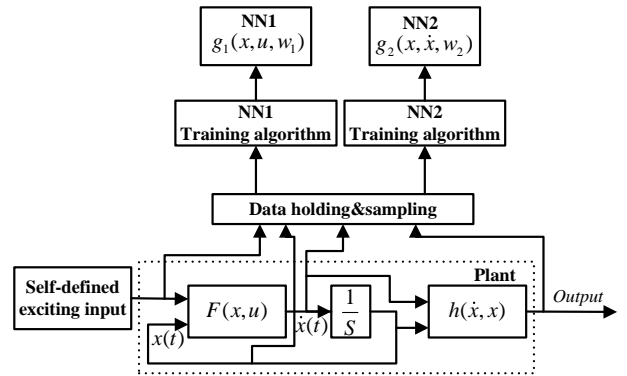 NN1
g₁(x, u, w₁)
NN2
g₂(x, ẋ, w₂)
NN1
Training algorithm
NN2
Training algorithm
Data holding&sampling
Self-defined
exciting input
Plant
F(x, u)
ẋ(t)
1
S
h(ẋ, x)
Output
x(t)